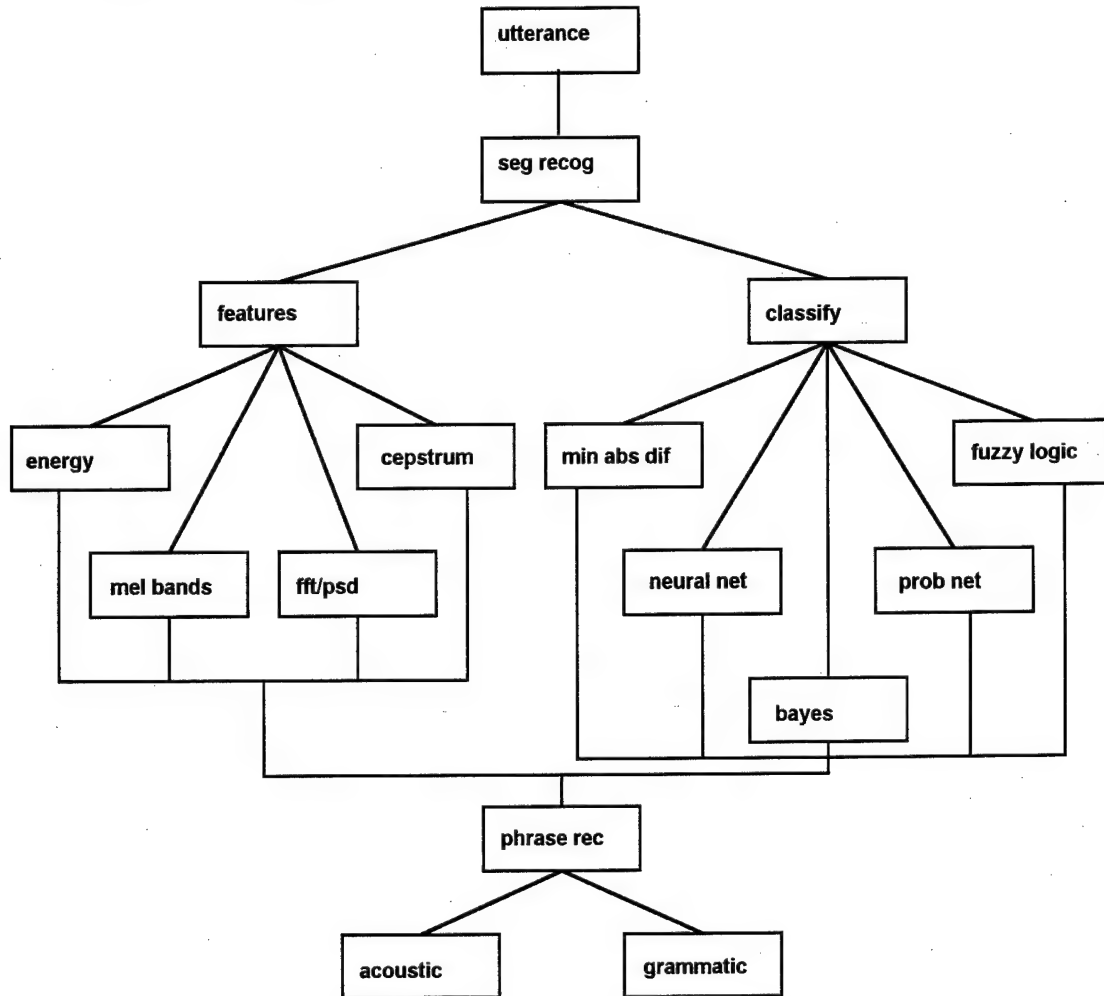 utterance
seg recog
features
classify
energy
cepstrum
min abs dif
fuzzy logic
mel bands
fft/psd
neural net
prob net
bayes
phrase rec
acoustic
grammatic